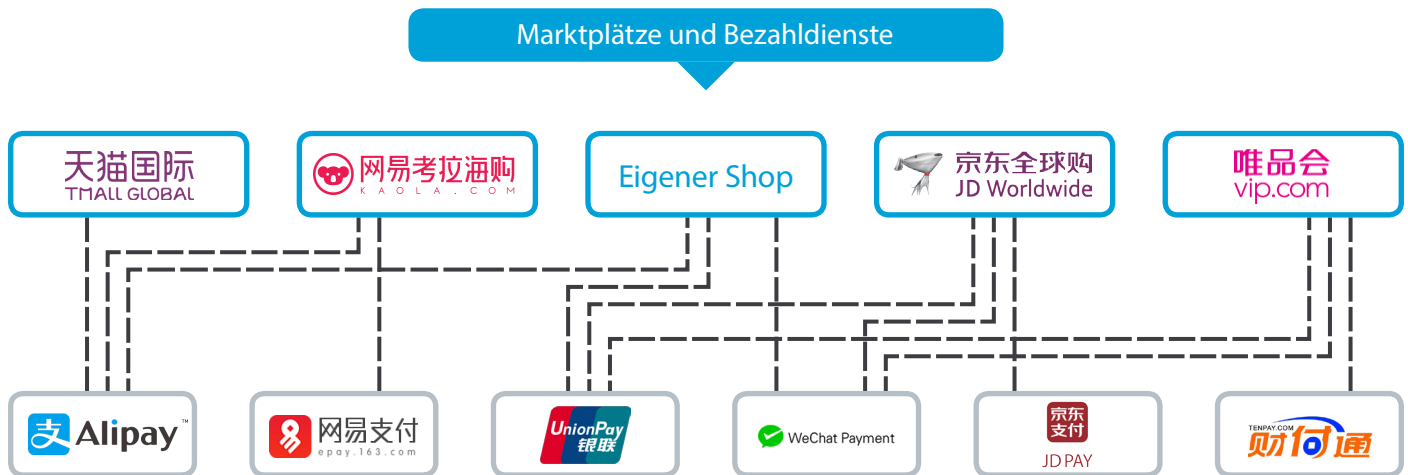 Marktplätze und Bezahldienste
天猫国际
TMALL GLOBAL
网易考拉海购
KAOLA.COM
Eigener Shop
京东全球购
JD Worldwide
唯品会
vip.com
支 Alipay™
网易支付
epay.163.com
UnionPay
银联
WeChat Payment
京东
支付
JD PAY
TENPAY.COM
财付通